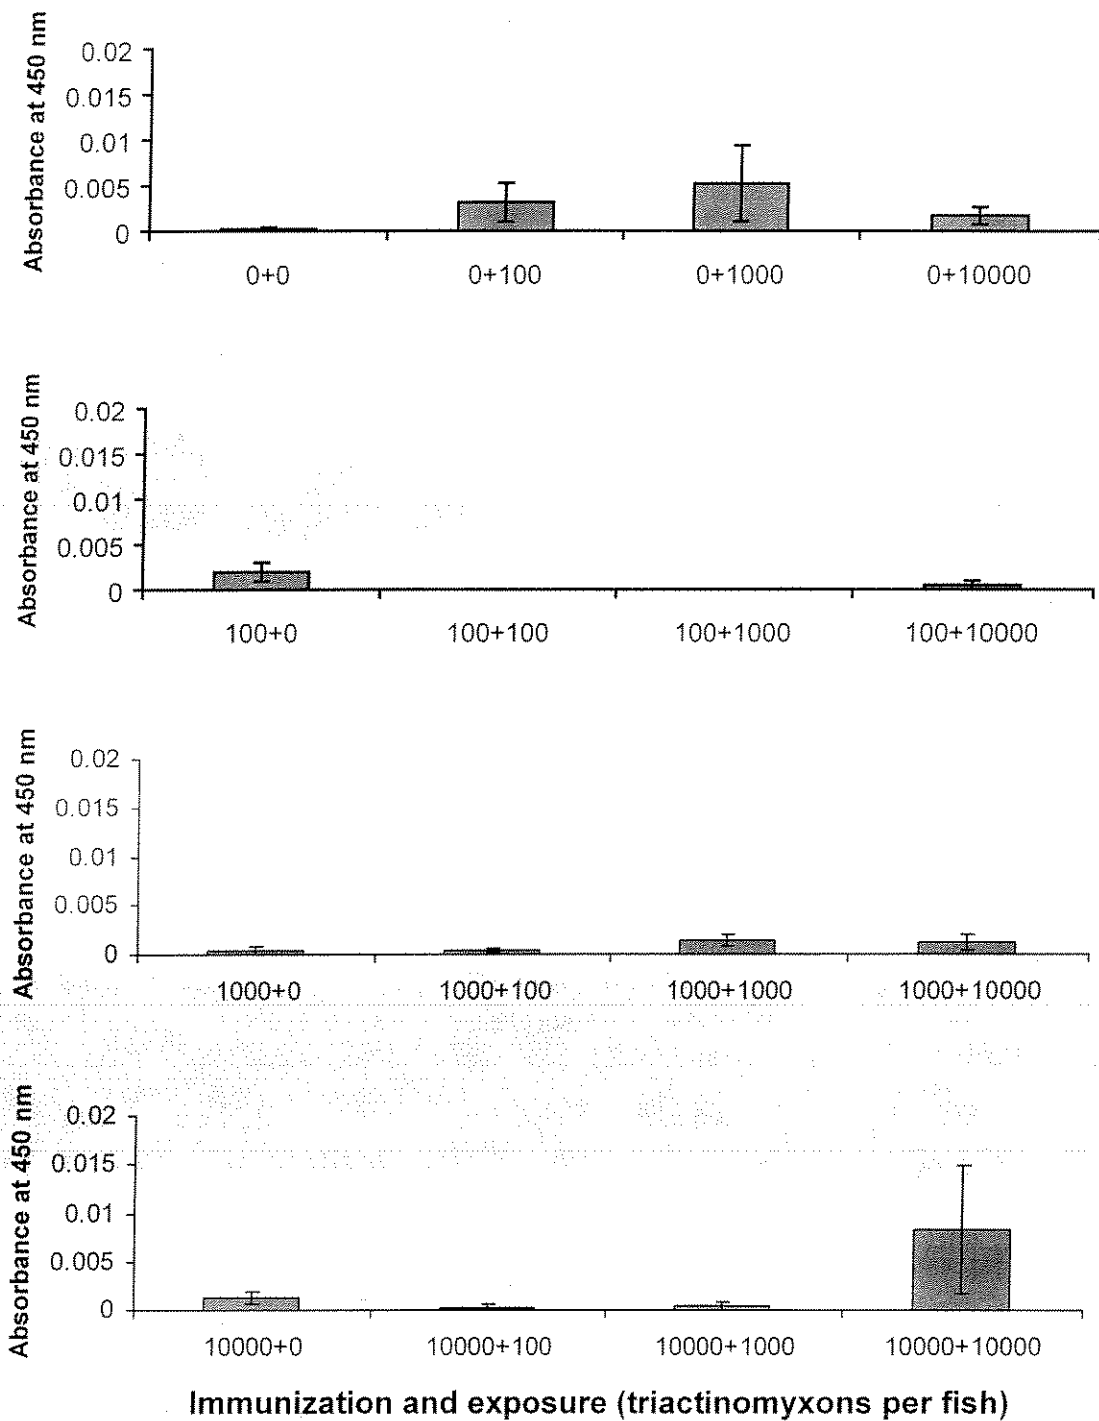 Absorbance at 450 nm
0.02
0.015
0.01
0.005
0
0+0 0+100 0+1000 0+10000
Absorbance at 450 nm
0.02
0.015
0.01
0.005
0
100+0 100+100 100+1000 100+10000
Absorbance at 450 nm
0.02
0.015
0.01
0.005
0
1000+0 1000+100 1000+1000 1000+10000
Absorbance at 450 nm
0.02
0.015
0.01
0.005
0
10000+0 10000+100 10000+1000 10000+10000
Immunization and exposure (triactinomyxons per fish)